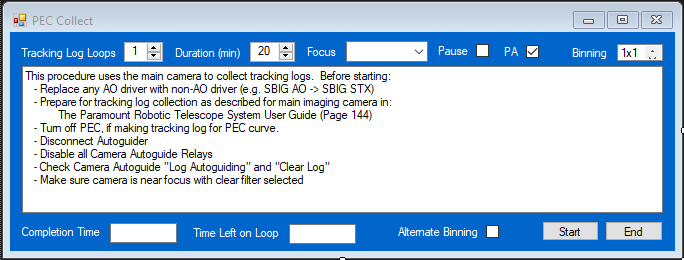 PEC Collect
Tracking Log Loops 1 Duration (min) 20 Focus Pause PA Binning 1x1
This procedure uses the main camera to collect tracking logs. Before starting:
- Replace any AO driver with non-AO driver (e.g. SBIG AO -> SBIG STX)
- Prepare for tracking log collection as described for main imaging camera in:
The Paramount Robotic Telescope System User Guide (Page 144)
- Turn off PEC, if making tracking log for PEC curve.
- Disconnect Autoguider
- Disable all Camera Autoguide Relays
- Check Camera Autoguide "Log Autoguiding" and "Clear Log"
- Make sure camera is near focus with clear filter selected
Completion Time Time Left on Loop Alternate Binning Start End